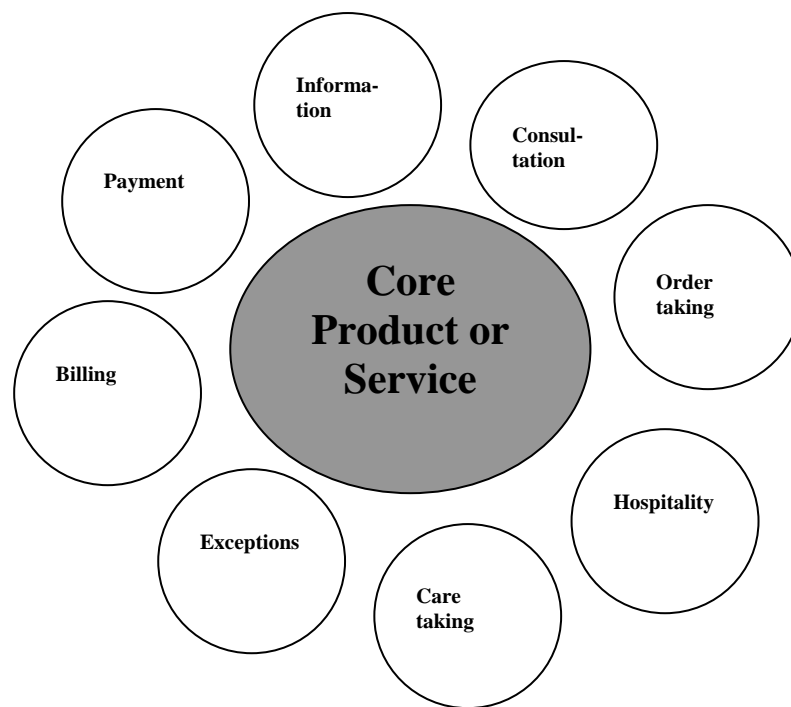 Informa-
tion
Consul-
tation
Payment
Order
taking
Core
Product or
Service
Billing
Hospitality
Exceptions
Care
taking